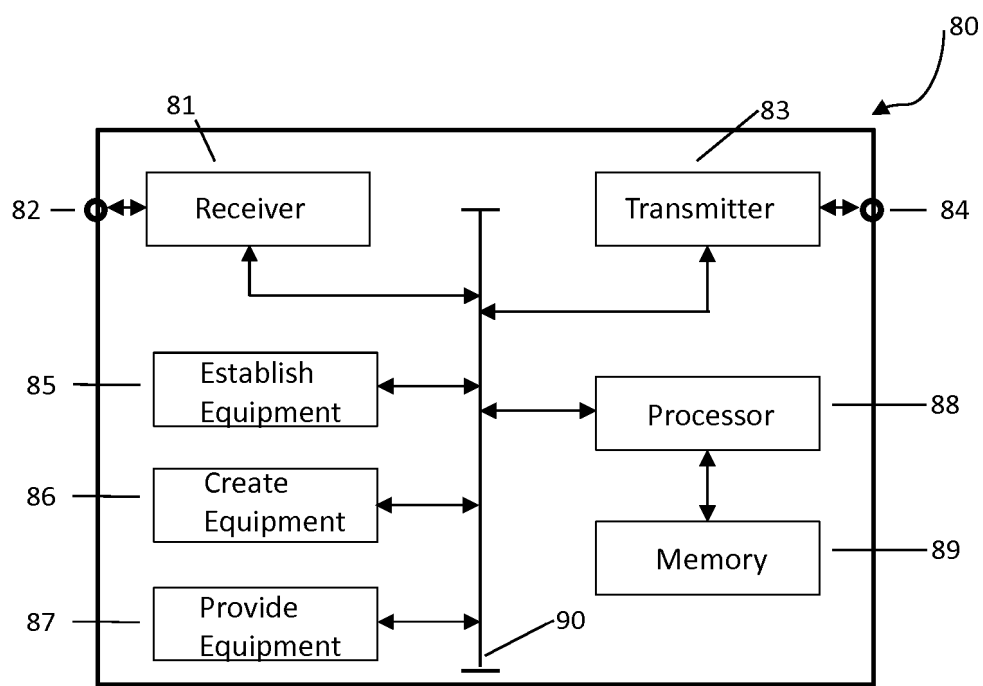 80
81
83
82
Receiver
Transmitter
84
85
Establish
Equipment
Processor
88
86
Create
Equipment
Memory
89
87
Provide
Equipment
90